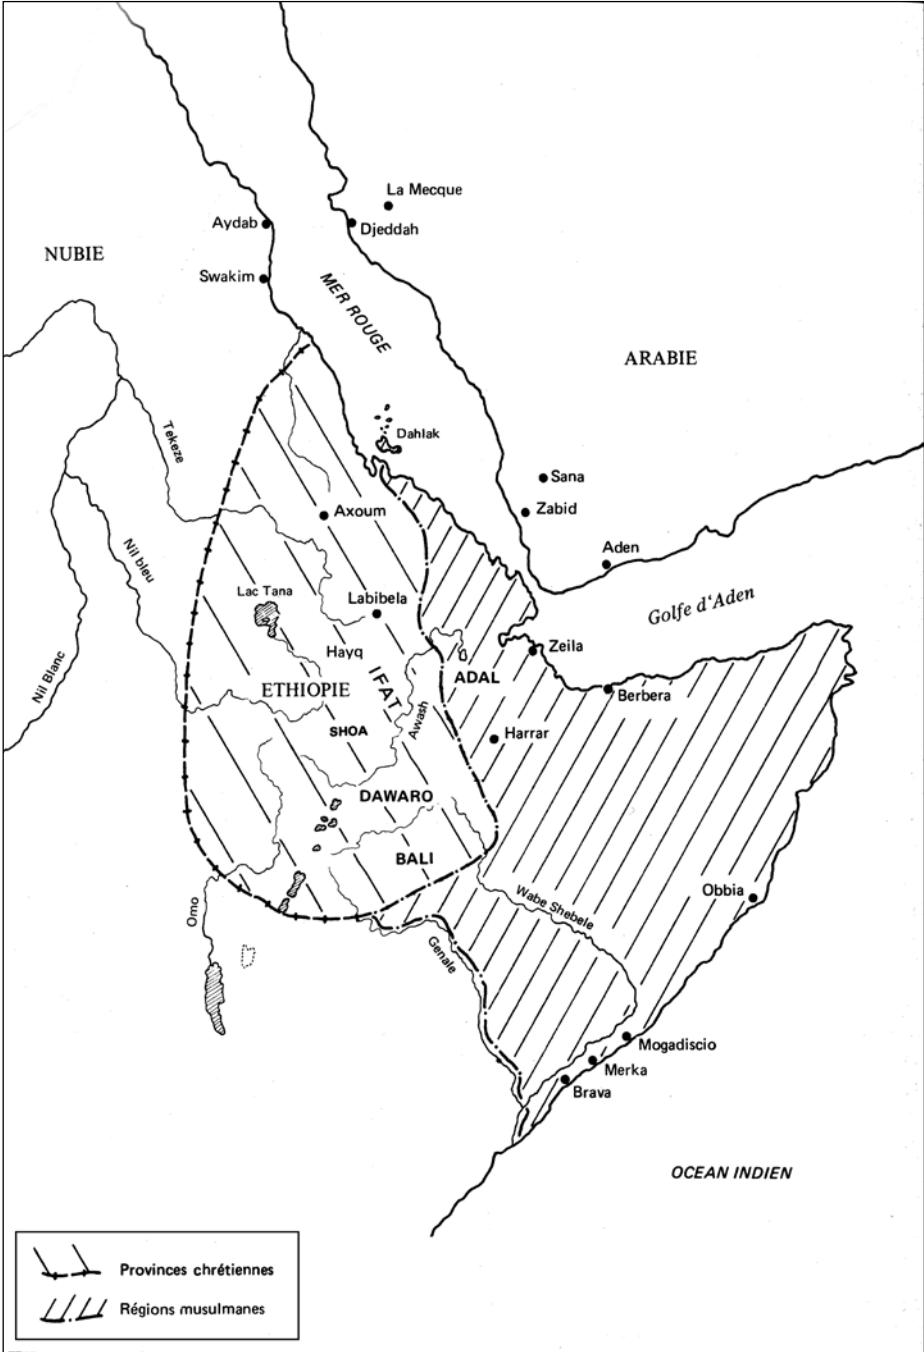 La Mecque
Aydab
Djeddah
NUBIE
Swakim
MER ROUGE
ARABIE
Tekeze
Dahlak
Sana
Axoum
Zabid
Nil bleu
Aden
Lac Tana
Labibela
Golfe d'Aden
Hayq
Zeila
Nil Blanc
IFAT
ADAL
ETHIOPIE
Berbera
Awash
SHOA
Harrar
DAWARO
BALI
Obbia
Wabe Shebele
Omo
Genale
Mogadiscio
Merka
Brava
OCEAN INDIEN
Provinces chrétiennes
Régions musulmanes